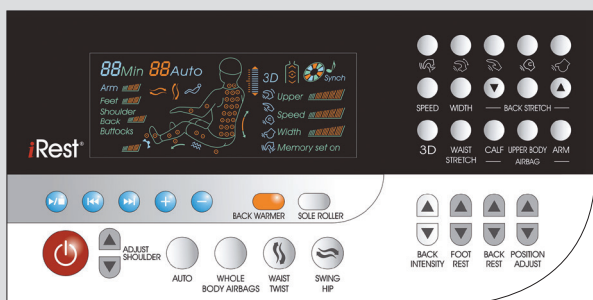 88Min 88Auto
Arm
Feet
Shoulder
Back
Buttocks
3D
Synch
Upper
Speed
Width
Memory set on
iRest®
SPEED WIDTH ▼ BACK STRETCH ▲
3D WAIST STRETCH CALF UPPER BODY ARM
AIRBAG
+ −
BACK WARMER SOLE ROLLER
ADJUST
SHOULDER
AUTO WHOLE BODY AIRBAGS WAIST TWIST SWING HIP
BACK INTENSITY FOOT REST BACK REST POSITION ADJUST